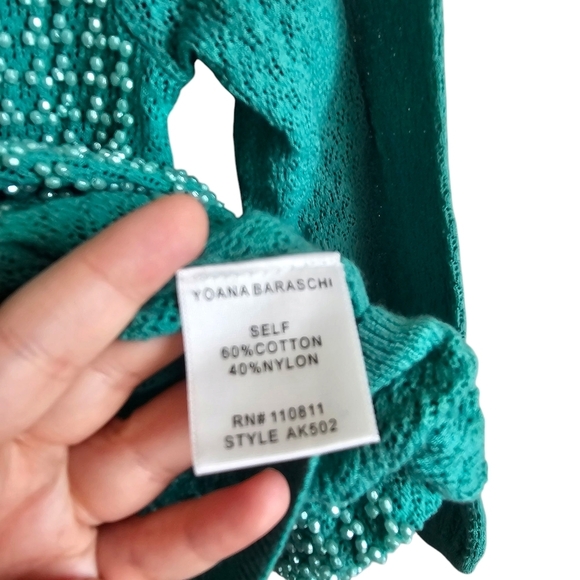 YOANA BARASCHI
SELF
60%COTTON
40%NYLON
RN# 110811
STYLE AK502